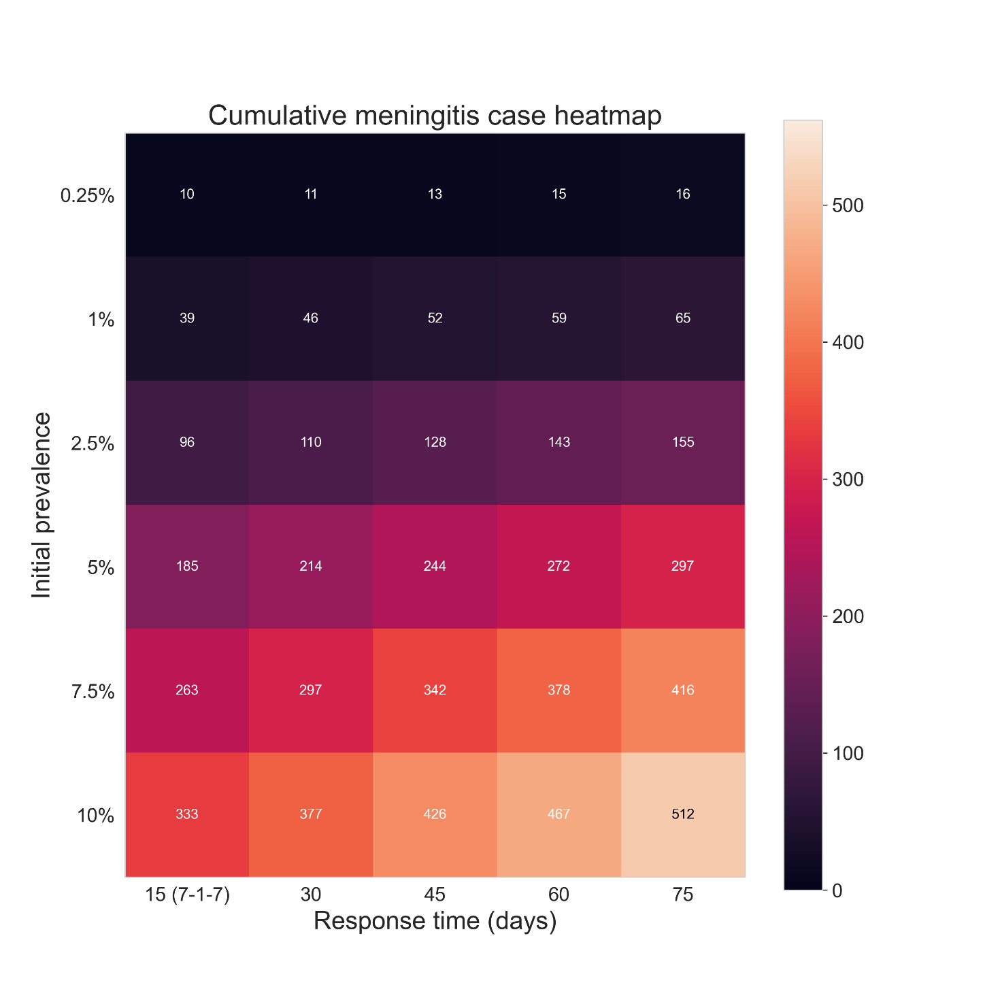 Cumulative meningitis case heatmap
0.25% 10 11 13 15 16
1% 39 46 52 59 65
2.5% 96 110 128 143 155
5% 185 214 244 272 297
7.5% 263 297 342 378 416
10% 333 377 426 467 512
15 (7-1-7) 30 45 60 75
Response time (days)
Initial prevalence
500
400
300
200
100
0